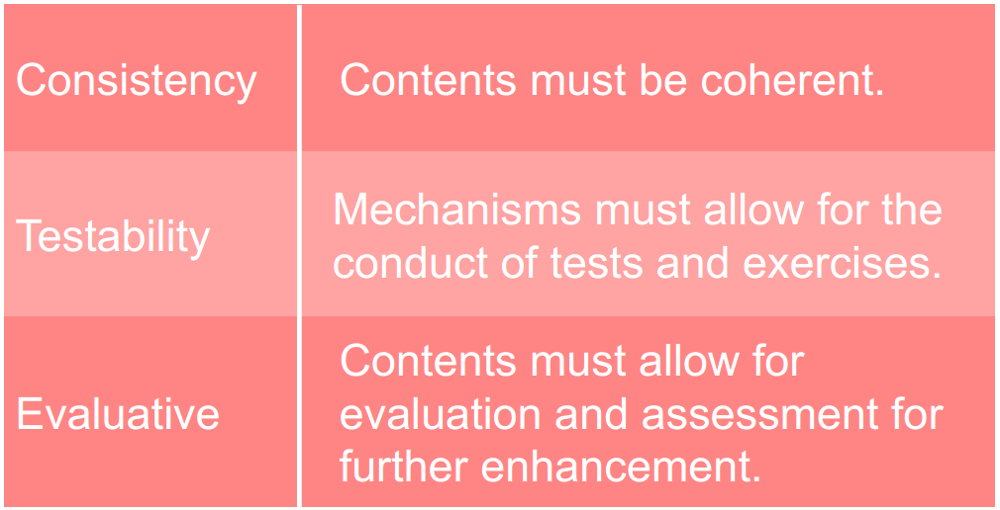 Consistency
Contents must be coherent.
Testability
Mechanisms must allow for the
conduct of tests and exercises.
Evaluative
Contents must allow for
evaluation and assessment for
further enhancement.